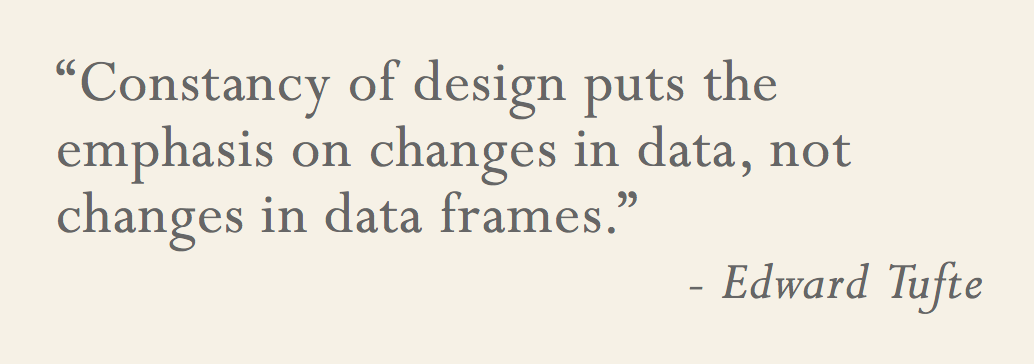 “Constancy of design puts the
emphasis on changes in data, not
changes in data frames.”
- Edward Tufte